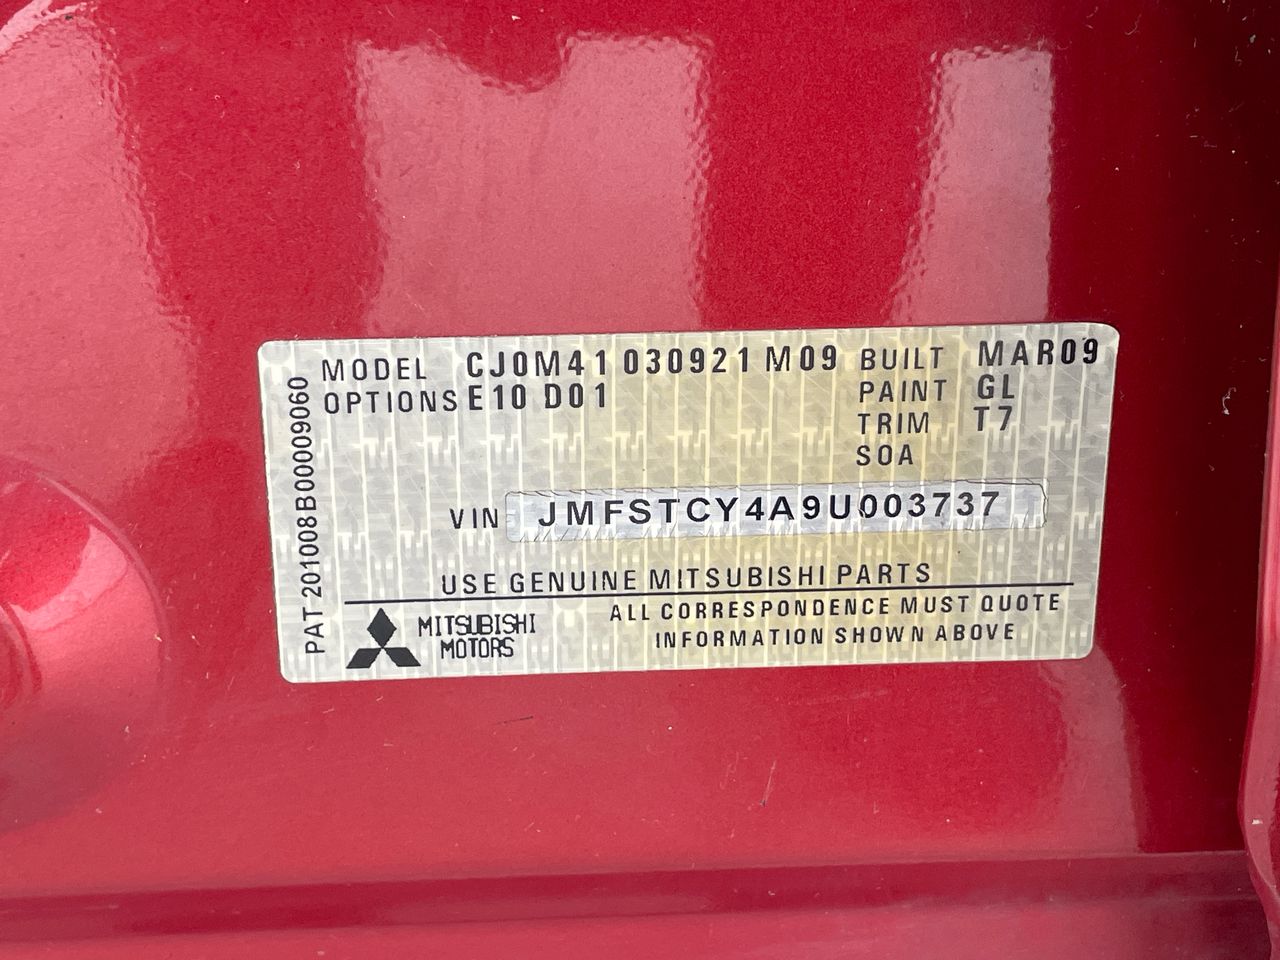 MODEL CJ0M41 030921 M09 BUILT MAR09
OPTIONS E10 D01 PAINT GL
TRIM T7
SOA
VIN JMFSTCY4A9U003737
USE GENUINE MITSUBISHI PARTS
MITSUBISHI
MOTORS
ALL CORRESPONDENCE MUST QUOTE
INFORMATION SHOWN ABOVE
PAT 201008B00009060